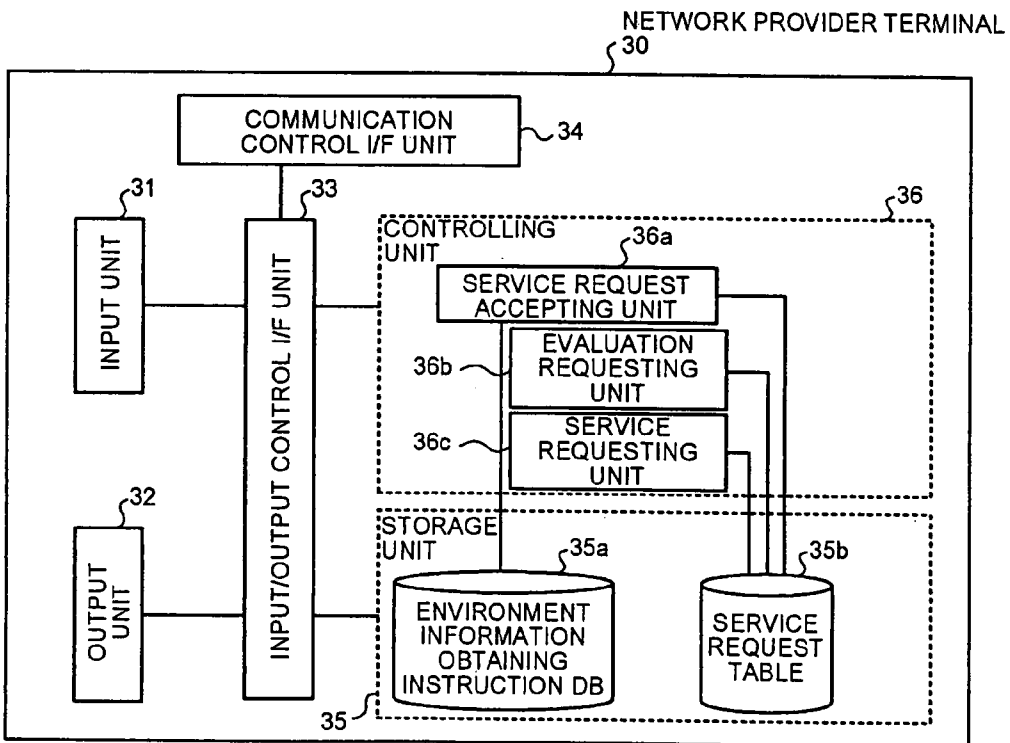 NETWORK PROVIDER TERMINAL
30
COMMUNICATION
CONTROL I/F UNIT
34
31
INPUT UNIT
33
INPUT/OUTPUT CONTROL I/F UNIT
36
CONTROLLING
UNIT
36a
SERVICE REQUEST
ACCEPTING UNIT
36b
EVALUATION
REQUESTING
UNIT
36c
SERVICE
REQUESTING
UNIT
32
OUTPUT
UNIT
STORAGE
UNIT
35a
ENVIRONMENT
INFORMATION
OBTAINING
INSTRUCTION DB
35b
SERVICE
REQUEST
TABLE
35